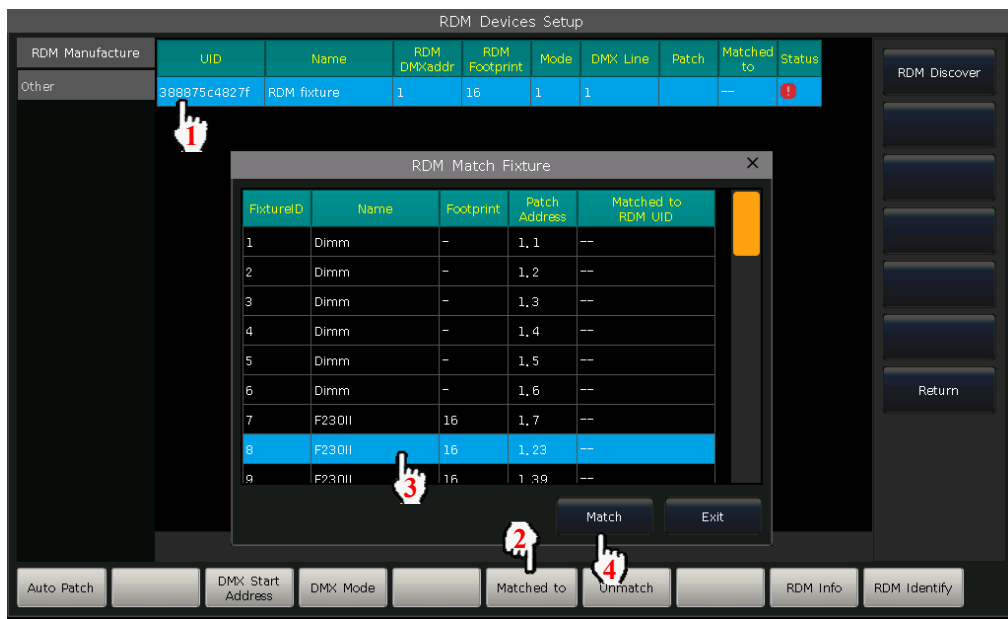 RDM Devices Setup
RDM Manufacture
Other
UID Name RDM DMXaddr RDM Footprint Mode DMX Line Patch Matched to Status
388875c4827f RDM fixture 1 16 1 1 -- !
1
RDM Match Fixture ×
FixtureID Name Footprint Patch Address Matched to RDM UID
1 Dimm - 1.1 --
2 Dimm - 1.2 --
3 Dimm - 1.3 --
4 Dimm - 1.4 --
5 Dimm - 1.5 --
6 Dimm - 1.6 --
7 F230II 16 1.7 --
8 F230II 16 1.23 --
9 F230II 16 1.39 --
3
Match Exit
2
4
RDM Discover
Return
Auto Patch
DMX Start
Address
DMX Mode
Matched to
Unmatch
RDM Info
RDM Identify